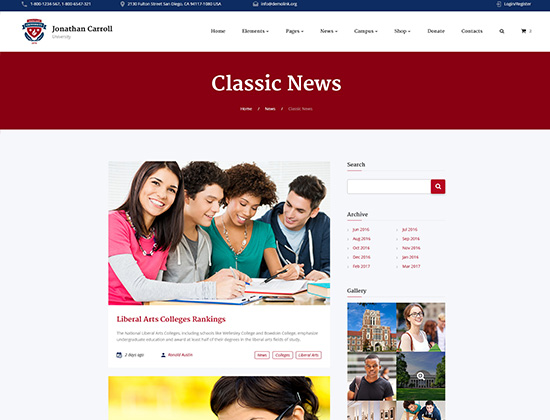 1-800-1234-567, 1-800-6547-321
2130 Fulton Street San Diego, CA 94117-1080 USA
info@demolink.org
Login/Register
Jonathan Carroll
University
Home Elements Pages News Campus Shop Donate Contacts
Classic News
Home / News / Classic News
Search
Archive
Jun 2016 Jul 2016
Aug 2016 Sep 2016
Oct 2016 Nov 2016
Dec 2016 Jan 2016
Feb 2017 Mar 2017
Gallery
Liberal Arts Colleges Rankings
The National Liberal Arts Colleges, including schools like Wellesley College and Bowdoin College, emphasize
undergraduate education and award at least half of their degrees in the liberal arts fields of study.
2 days ago Ronald Austin News Colleges Liberal Arts